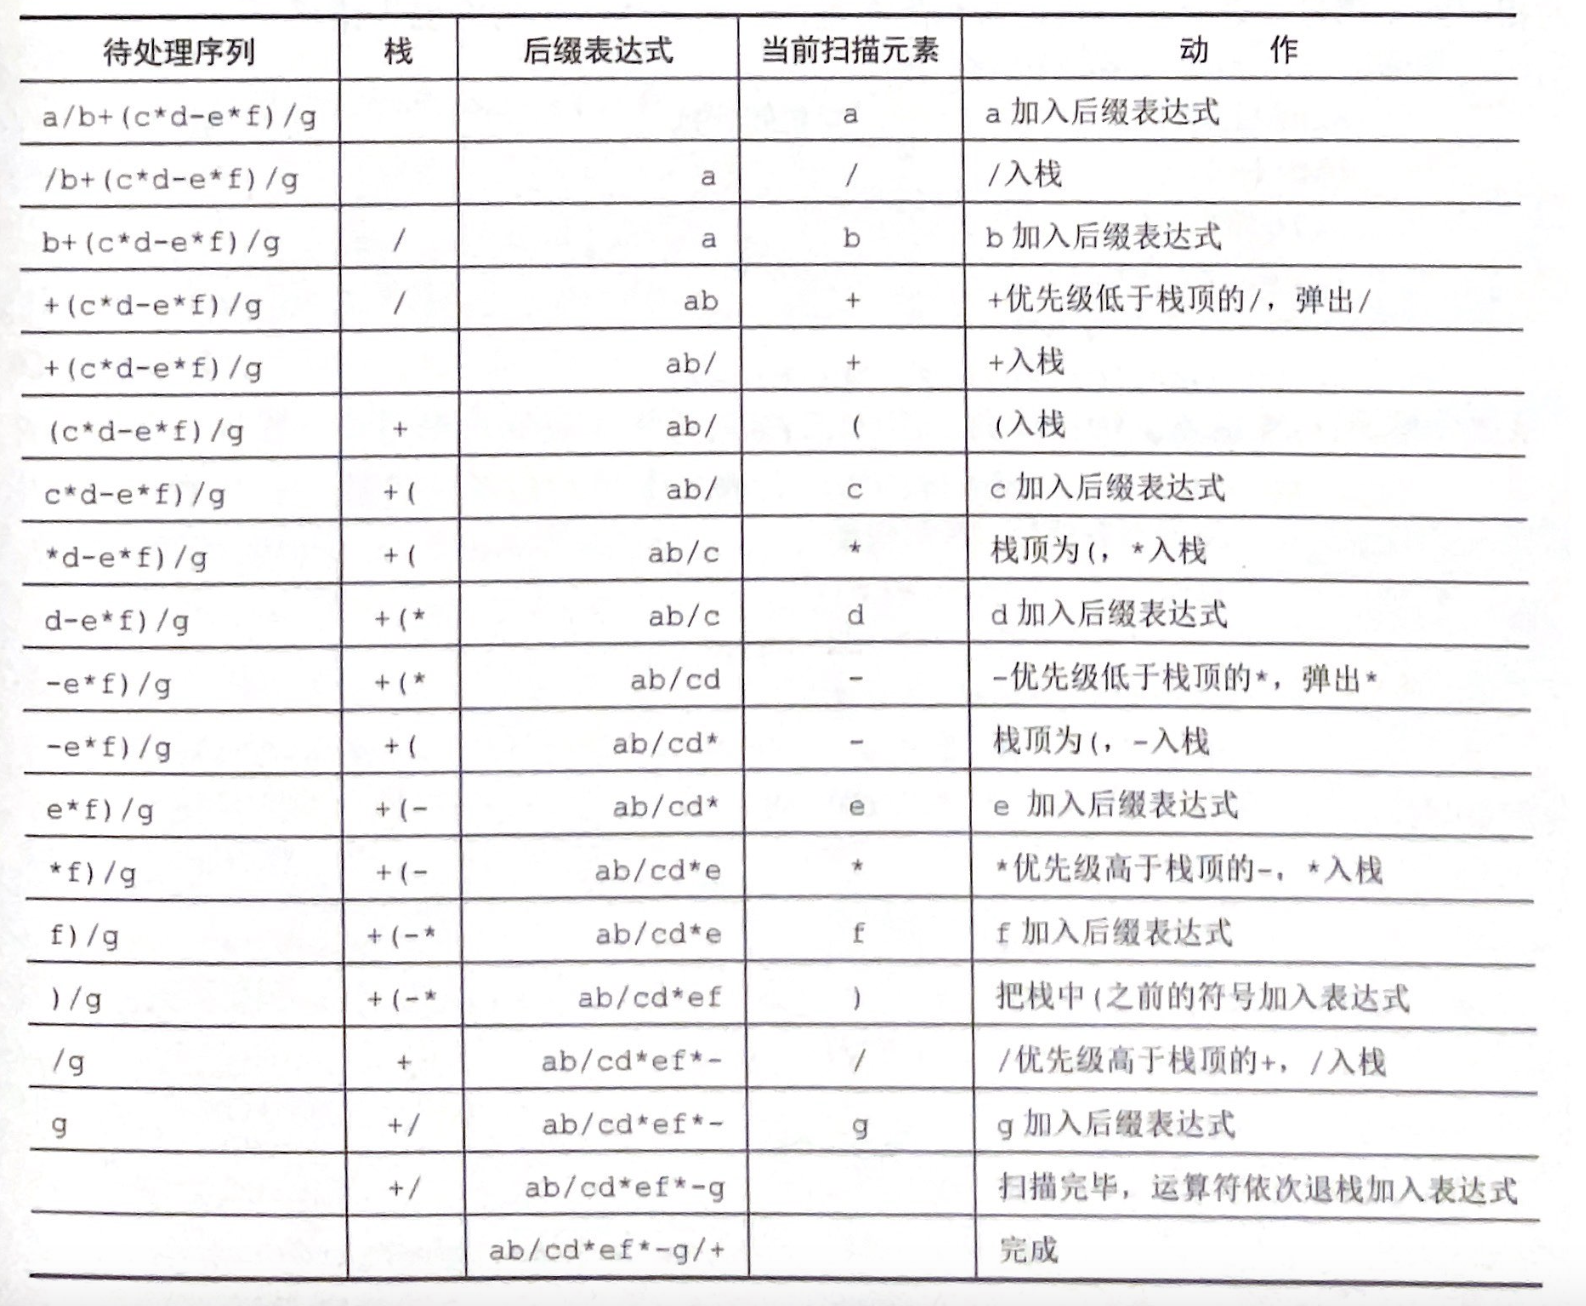 待处理序列 栈 后缀表达式 当前扫描元素 动 作
a/b+(c*d-e*f)/g a a加入后缀表达式
/b+(c*d-e*f)/g a / /入栈
b+(c*d-e*f)/g / a b b加入后缀表达式
+(c*d-e*f)/g / ab + +优先级低于栈顶的/，弹出/
+(c*d-e*f)/g ab/ + +入栈
(c*d-e*f)/g + ab/ ( (入栈
c*d-e*f)/g +( ab/ c c加入后缀表达式
*d-e*f)/g +( ab/c * 栈顶为(，*入栈
d-e*f)/g +(* ab/c d d加入后缀表达式
-e*f)/g +(* ab/cd - -优先级低于栈顶的*，弹出*
-e*f)/g +( ab/cd* - 栈顶为(，-入栈
e*f)/g +(- ab/cd* e e 加入后缀表达式
*f)/g +(- ab/cd*e * *优先级高于栈顶的-，*入栈
f)/g +(-* ab/cd*e f f加入后缀表达式
)/g +(-* ab/cd*ef ) 把栈中(之前的符号加入表达式
/g + ab/cd*ef*- / /优先级高于栈顶的+，/入栈
g +/ ab/cd*ef*- g g加入后缀表达式
+/ ab/cd*ef*-g 扫描完毕，运算符依次退栈加入表达式
ab/cd*ef*-g/+ 完成